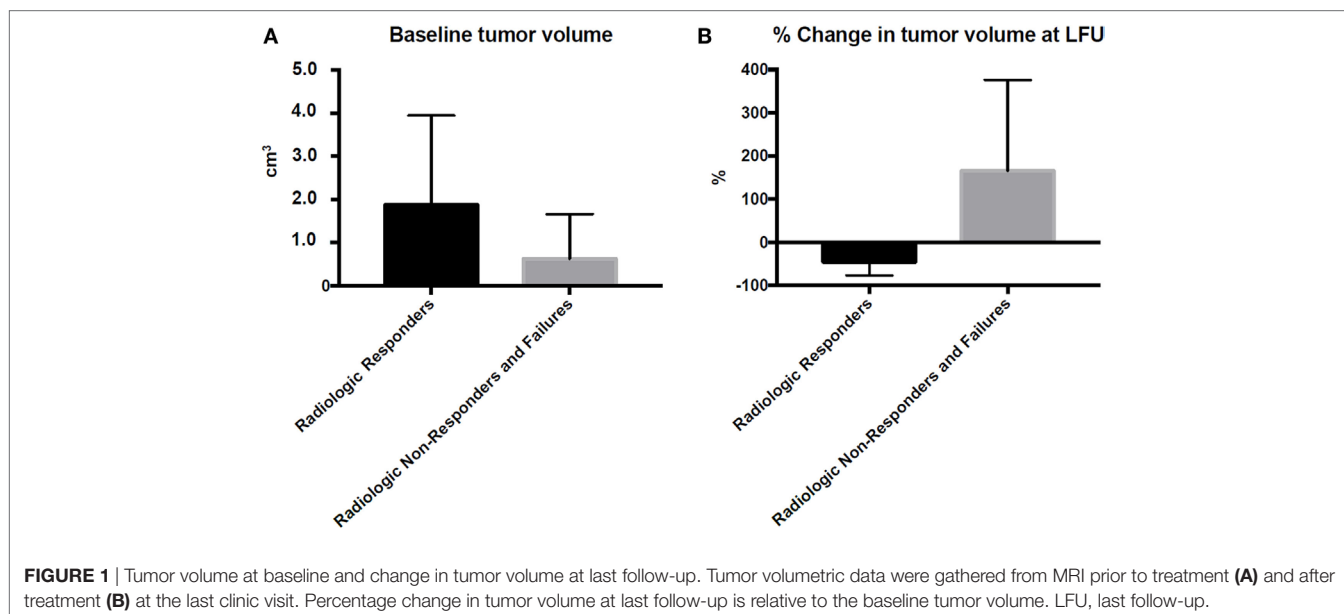 A Baseline tumor volume
5.0
4.0
3.0
2.0
1.0
0
cm³
Radiologic Responders
Radiologic Non-Responders and Failures
B % Change in tumor volume at LFU
400
300
200
100
0
-100
%
Radiologic Responders
Radiologic Non-Responders and Failures
FIGURE 1 | Tumor volume at baseline and change in tumor volume at last follow-up. Tumor volumetric data were gathered from MRI prior to treatment (A) and after
treatment (B) at the last clinic visit. Percentage change in tumor volume at last follow-up is relative to the baseline tumor volume. LFU, last follow-up.